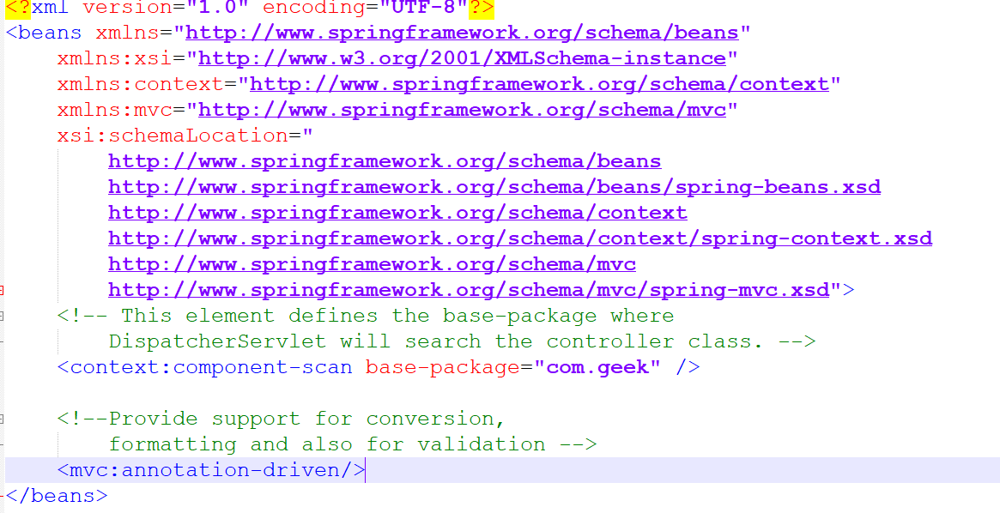 <?xml version="1.0" encoding="UTF-8"?>
<beans xmlns="http://www.springframework.org/schema/beans"
    xmlns:xsi="http://www.w3.org/2001/XMLSchema-instance"
    xmlns:context="http://www.springframework.org/schema/context"
    xmlns:mvc="http://www.springframework.org/schema/mvc"
    xsi:schemaLocation="
        http://www.springframework.org/schema/beans
        http://www.springframework.org/schema/beans/spring-beans.xsd
        http://www.springframework.org/schema/context
        http://www.springframework.org/schema/context/spring-context.xsd
        http://www.springframework.org/schema/mvc
        http://www.springframework.org/schema/mvc/spring-mvc.xsd">
    <!-- This element defines the base-package where
        DispatcherServlet will search the controller class. -->
    <context:component-scan base-package="com.geek" />

    <!--Provide support for conversion,
        formatting and also for validation -->
    <mvc:annotation-driven/>
</beans>